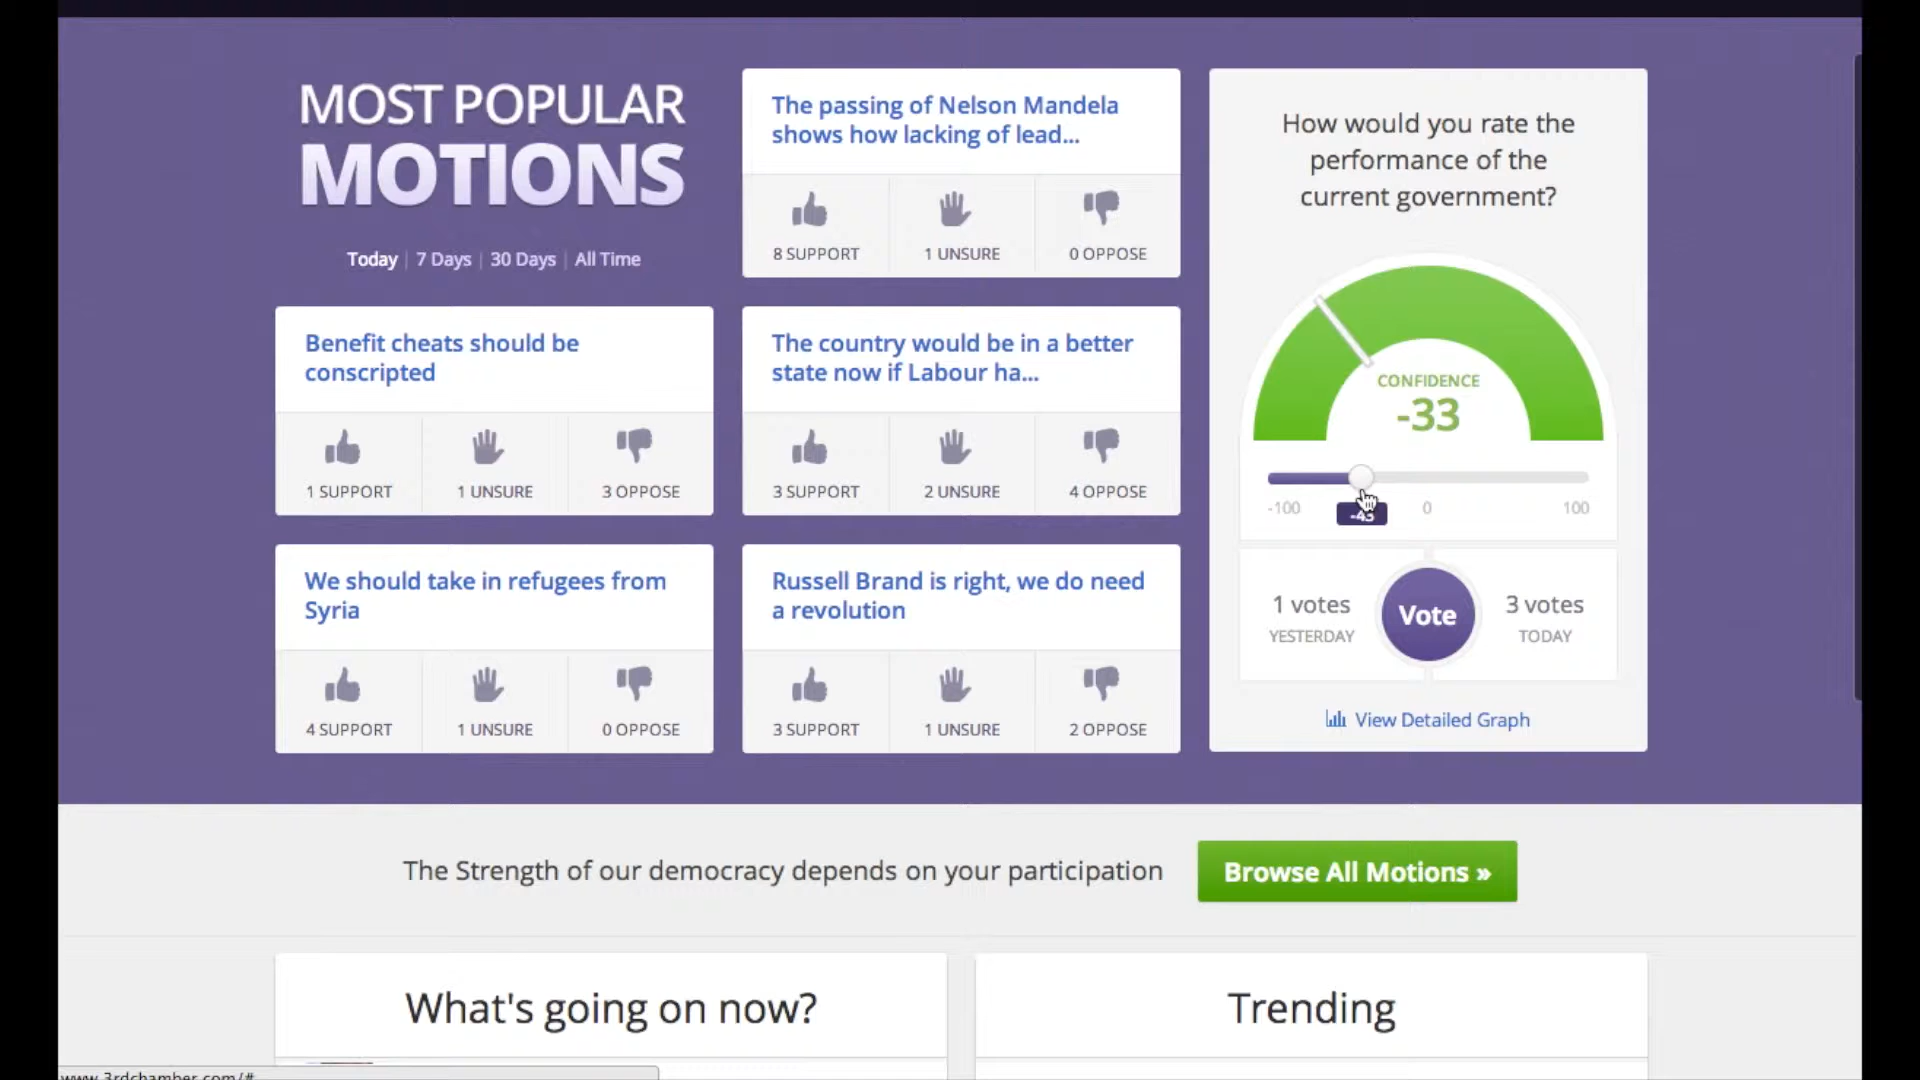 MOST POPULAR
MOTIONS
Today | 7 Days | 30 Days | All Time
The passing of Nelson Mandela
shows how lacking of lead...
8 SUPPORT
1 UNSURE
0 OPPOSE
Benefit cheats should be
conscripted
1 SUPPORT
1 UNSURE
3 OPPOSE
The country would be in a better
state now if Labour ha...
3 SUPPORT
2 UNSURE
4 OPPOSE
We should take in refugees from
Syria
4 SUPPORT
1 UNSURE
0 OPPOSE
Russell Brand is right, we do need
a revolution
3 SUPPORT
1 UNSURE
2 OPPOSE
How would you rate the
performance of the
current government?
CONFIDENCE
-33
-100
-43
0
100
1 votes
YESTERDAY
Vote
3 votes
TODAY
View Detailed Graph
The Strength of our democracy depends on your participation
Browse All Motions »
What's going on now?
Trending
www.3rdchamber.com/#